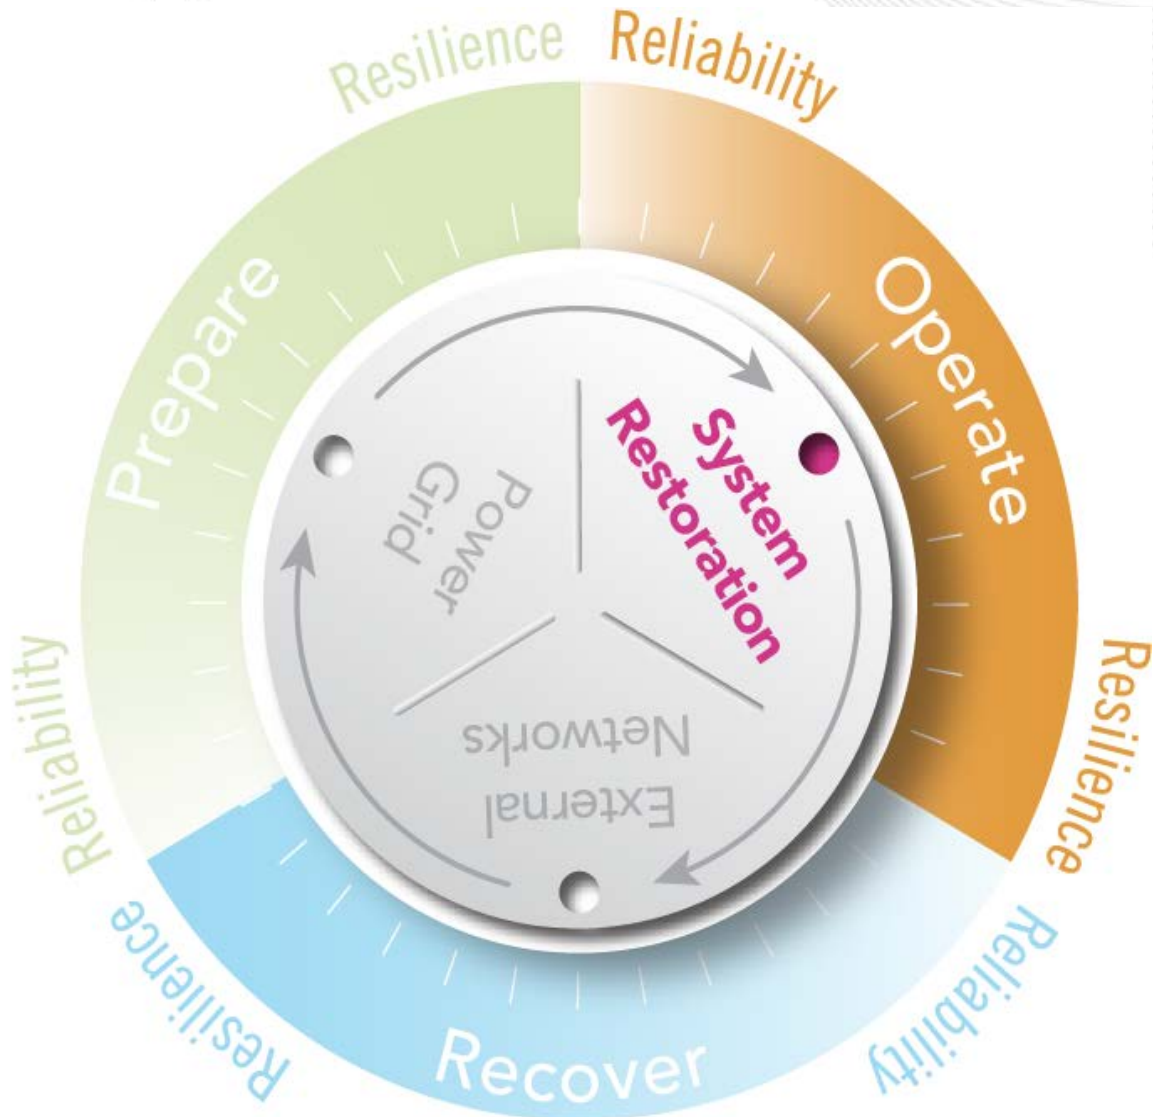 Resilience
Reliability
Prepare
Operate
System
Restoration
Power
Grid
External
Networks
Reliability
Resilience
Resilience
Reliability
Recover